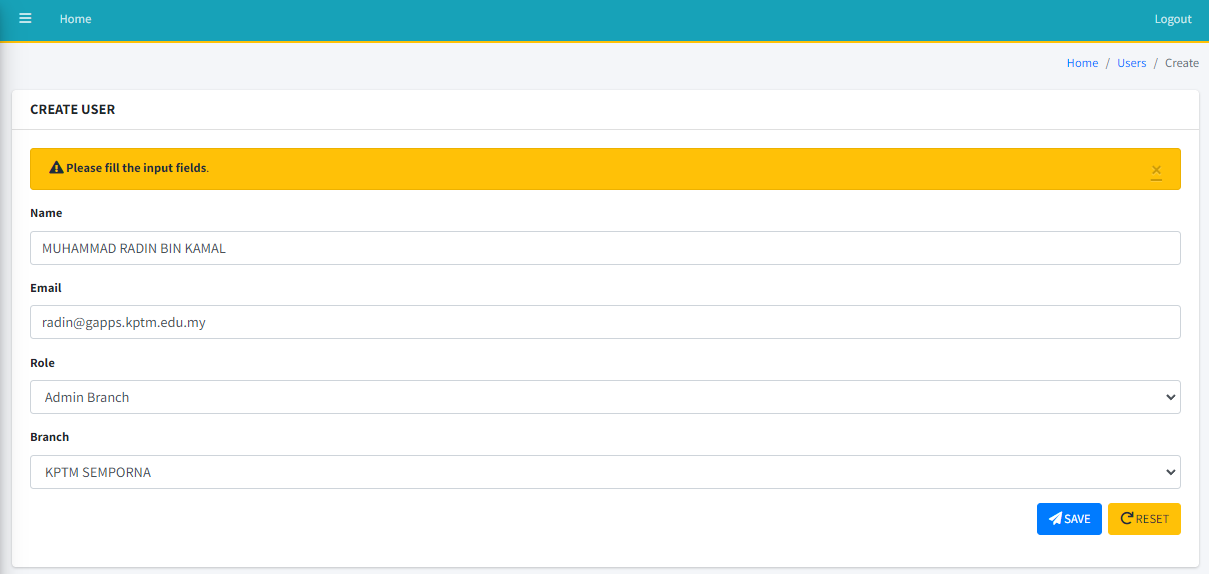 Home Logout
Home / Users / Create
CREATE USER
Please fill the input fields.
×
Name
MUHAMMAD RADIN BIN KAMAL
Email
radin@gapps.kptm.edu.my
Role
Admin Branch
Branch
KPTM SEMPORNA
SAVE RESET